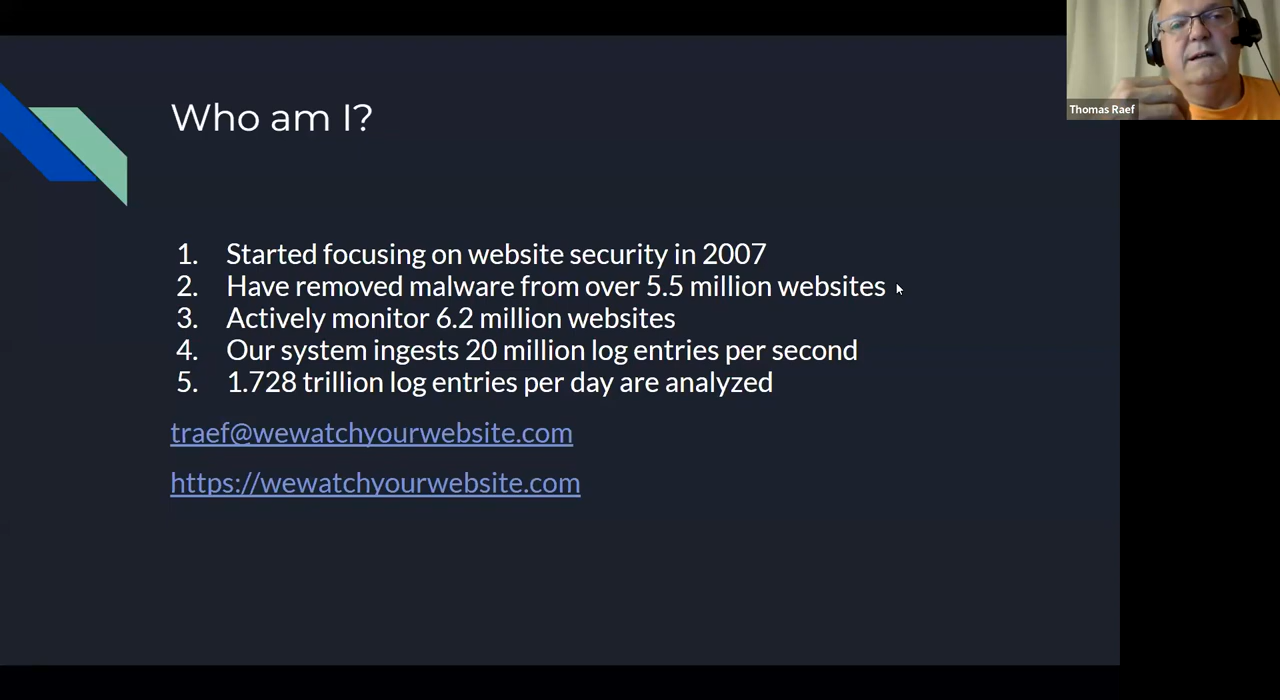 Thomas Raef
Who am I?
1. Started focusing on website security in 2007
2. Have removed malware from over 5.5 million websites
3. Actively monitor 6.2 million websites
4. Our system ingests 20 million log entries per second
5. 1.728 trillion log entries per day are analyzed
traef@wewatchyourwebsite.com
https://wewatchyourwebsite.com